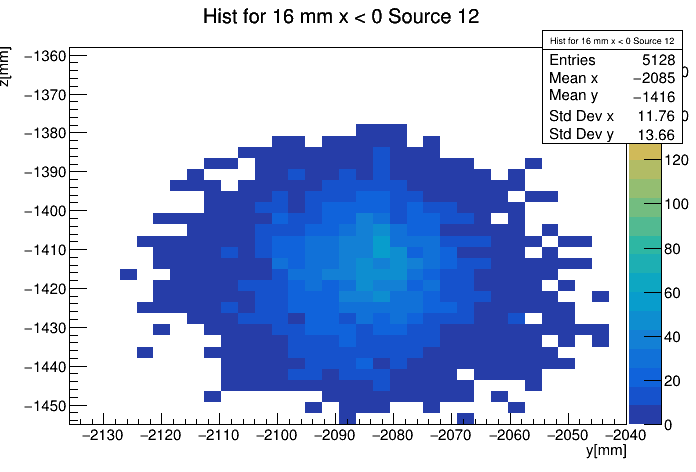 Hist for 16 mm x < 0 Source 12
Hist for 16 mm x < 0 Source 12
Entries 5128
Mean x −2085
Mean y −1416
Std Dev x 11.76
Std Dev y 13.66
z[mm]
−1360
−1370
−1380
−1390
−1400
−1410
−1420
−1430
−1440
−1450
120
100
80
60
40
20
0
−2130 −2120 −2110 −2100 −2090 −2080 −2070 −2060 −2050 −2040
y[mm]